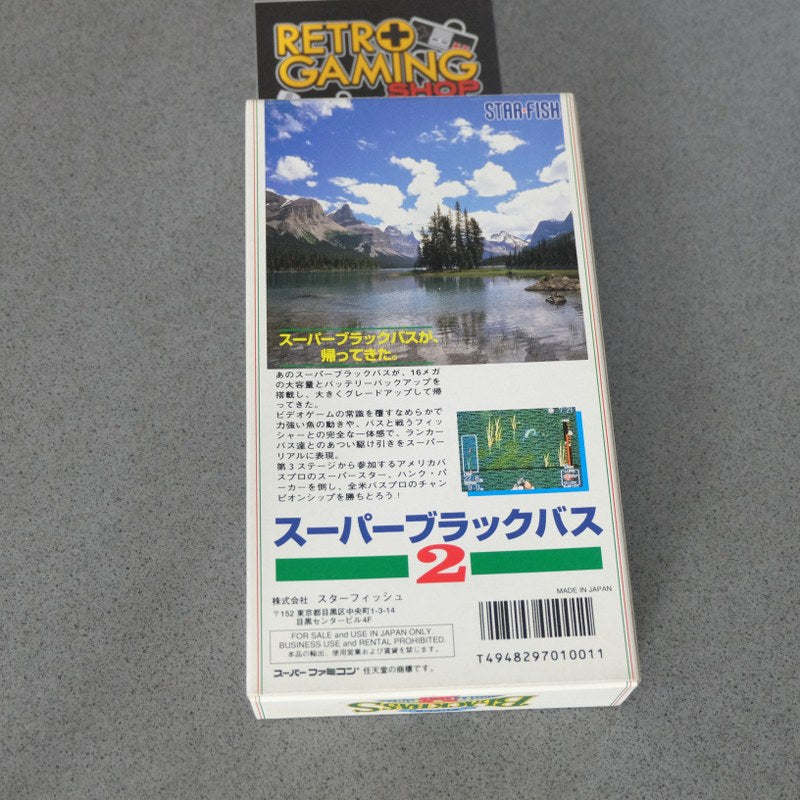 RETRO
GAMING
SHOP
STAR FISH
スーパーブラックバスが、
帰ってきた。
あのスーパーブラックバスが、16メガ
の大容量とバッテリーバックアップを
搭載し、大きくグレードアップして帰
ってきた。
ビデオゲームの常識を覆すなめらかで
力強い魚の動きや、バスと戦うフィッ
シャーとの完全な一体感で、ランカー
バス達とのあつい駆け引きをスーパー
リアルに表現。
第3ステージから参加するアメリカバ
スプロのスーパースター、ハンク・パ
ーカーを倒し、全米バスプロのチャン
ピオンシップを勝ちとろう！
スーパーブラックバス
2
株式会社 スターフィッシュ
〒152 東京都目黒区中央町1-3-14
目黒センタービル4F
MADE IN JAPAN
FOR SALE and USE IN JAPAN ONLY
BUSINESS USE and RENTAL PROHIBITED.
本品の輸出、使用営業および賃貸を禁じます。
T4948297010011
スーパーファミコン 任天堂の商標です。
BLACK BASS